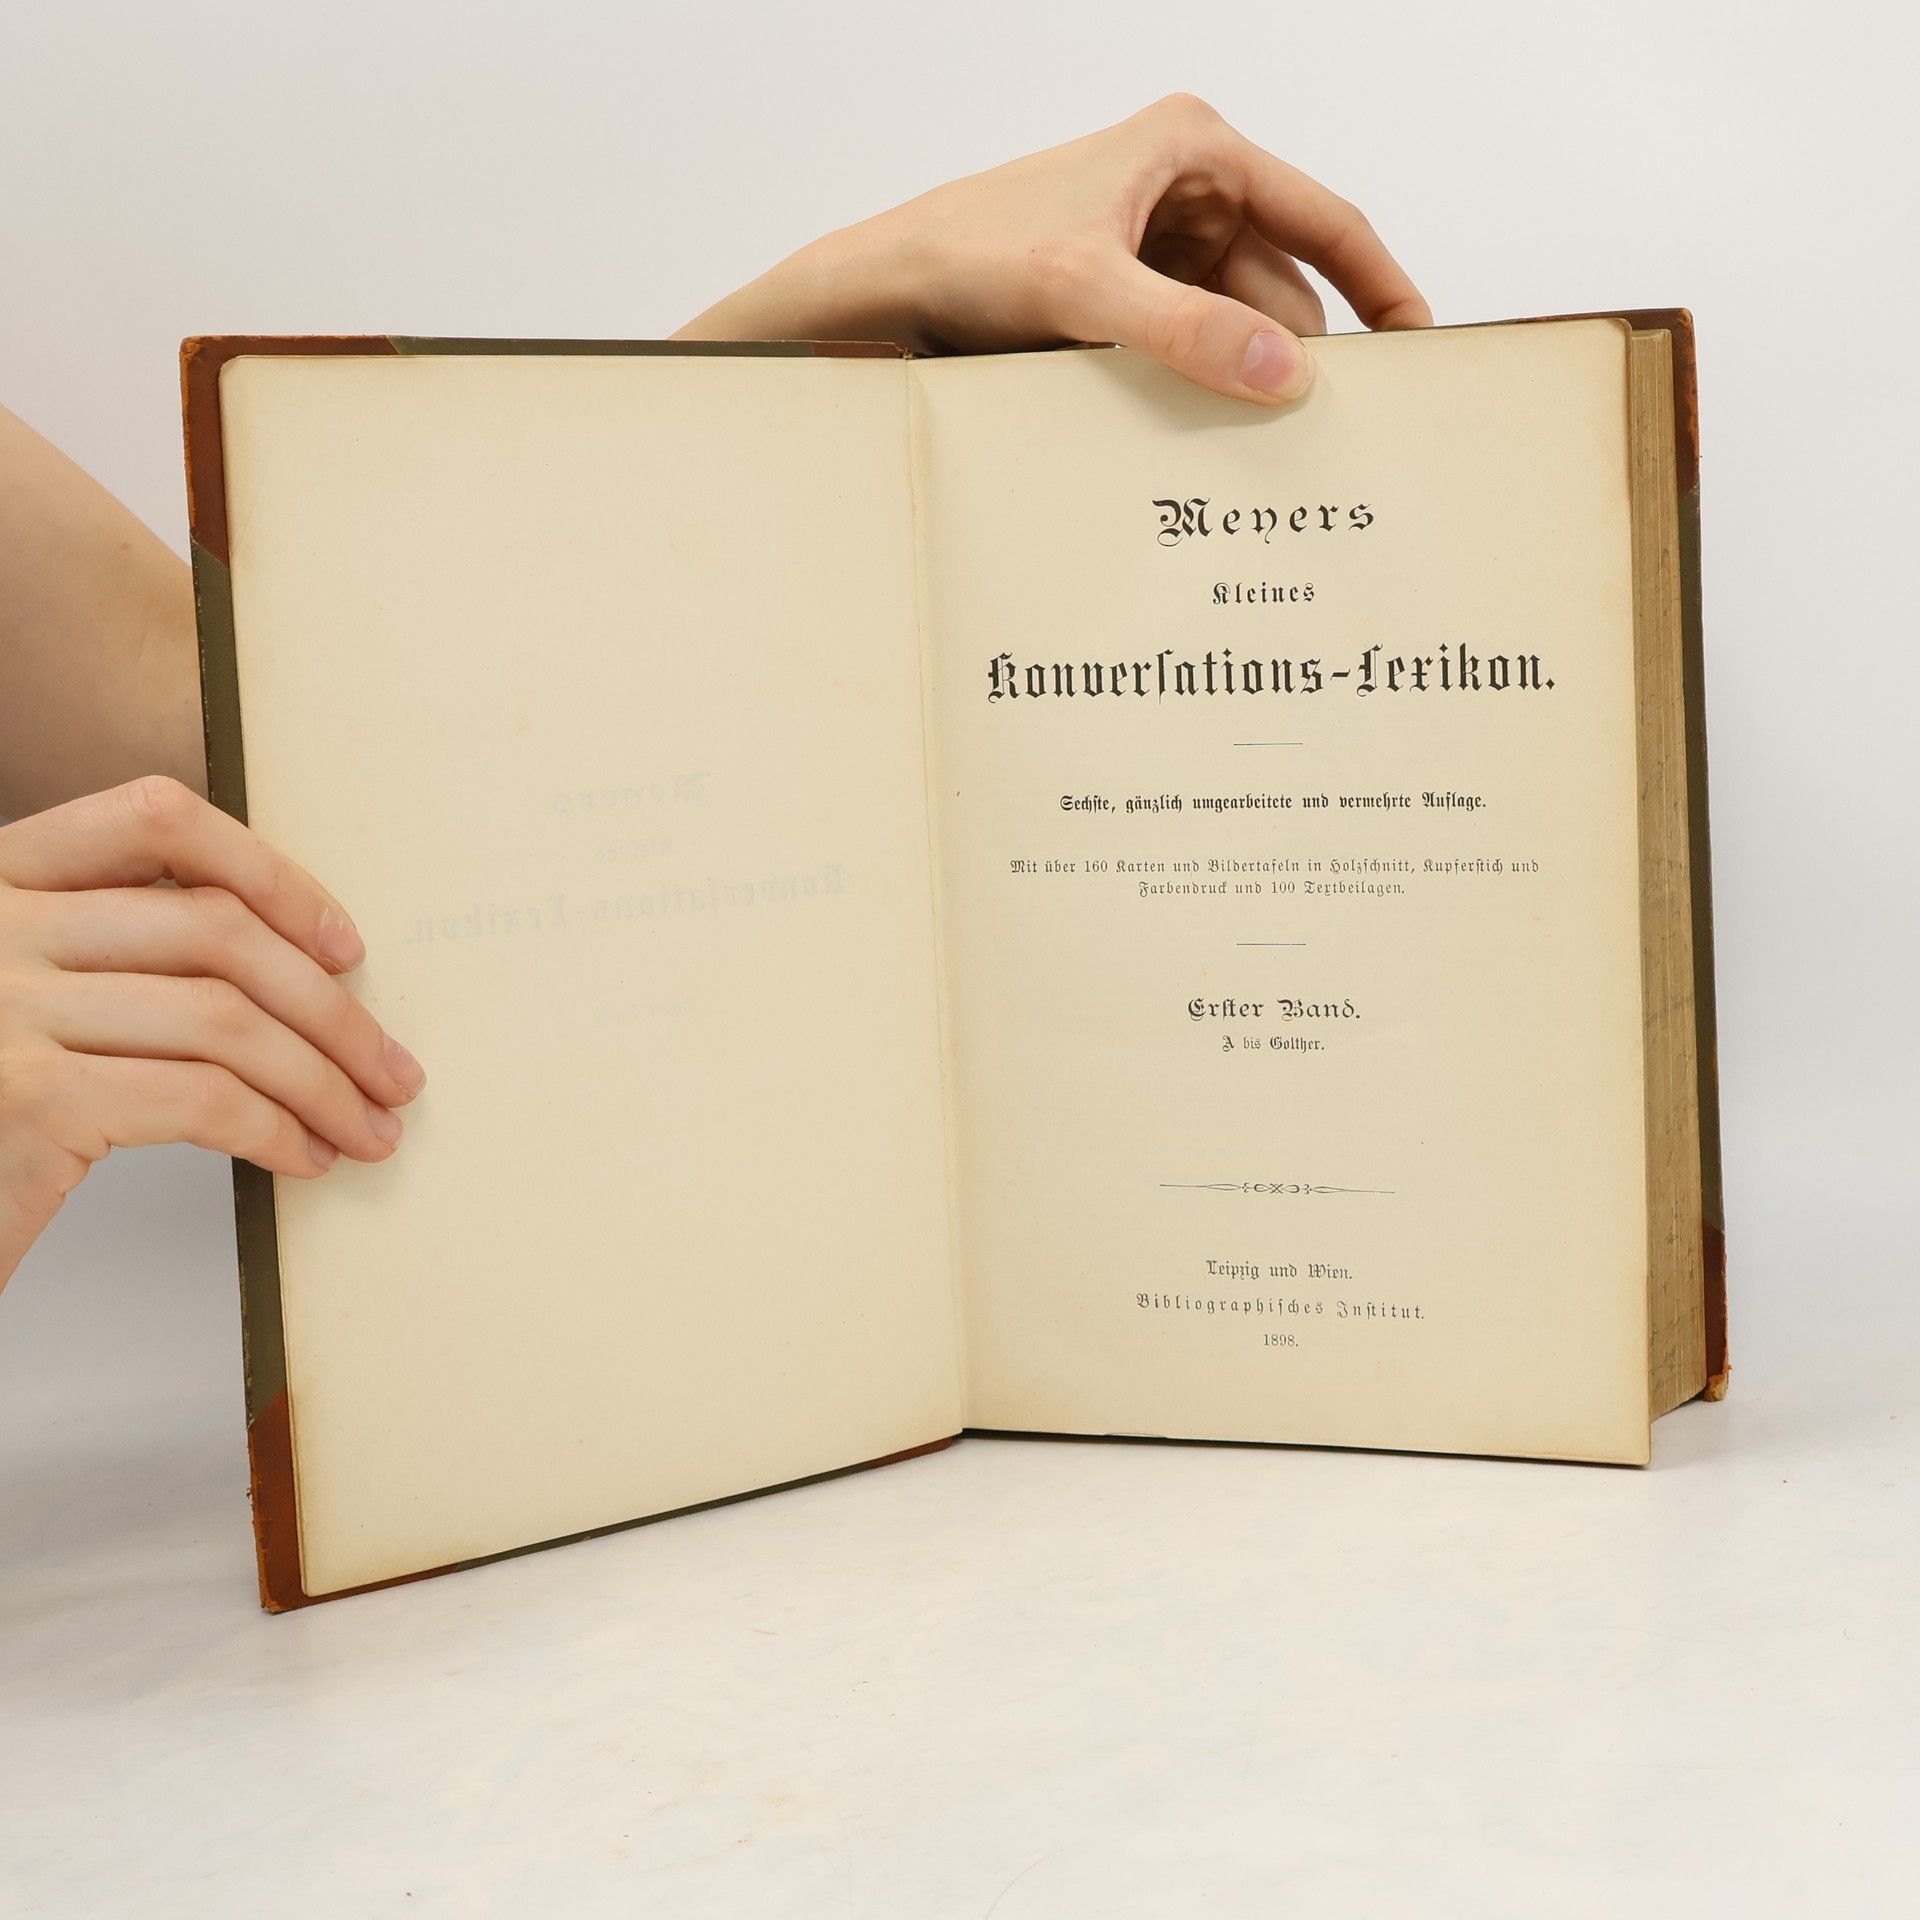 Meyers
Kleines
Konverſations-Lexikon.
Sechſte, gänzlich umgearbeitete und vermehrte Auflage.
Mit über 160 Karten und Bildertafeln in Holzſchnitt, Kupferſtich und
Farbendruck und 100 Textbeilagen.
Erſter Band.
A bis Golther.
Leipzig und Wien.
Bibliographiſches Inſtitut.
1898.